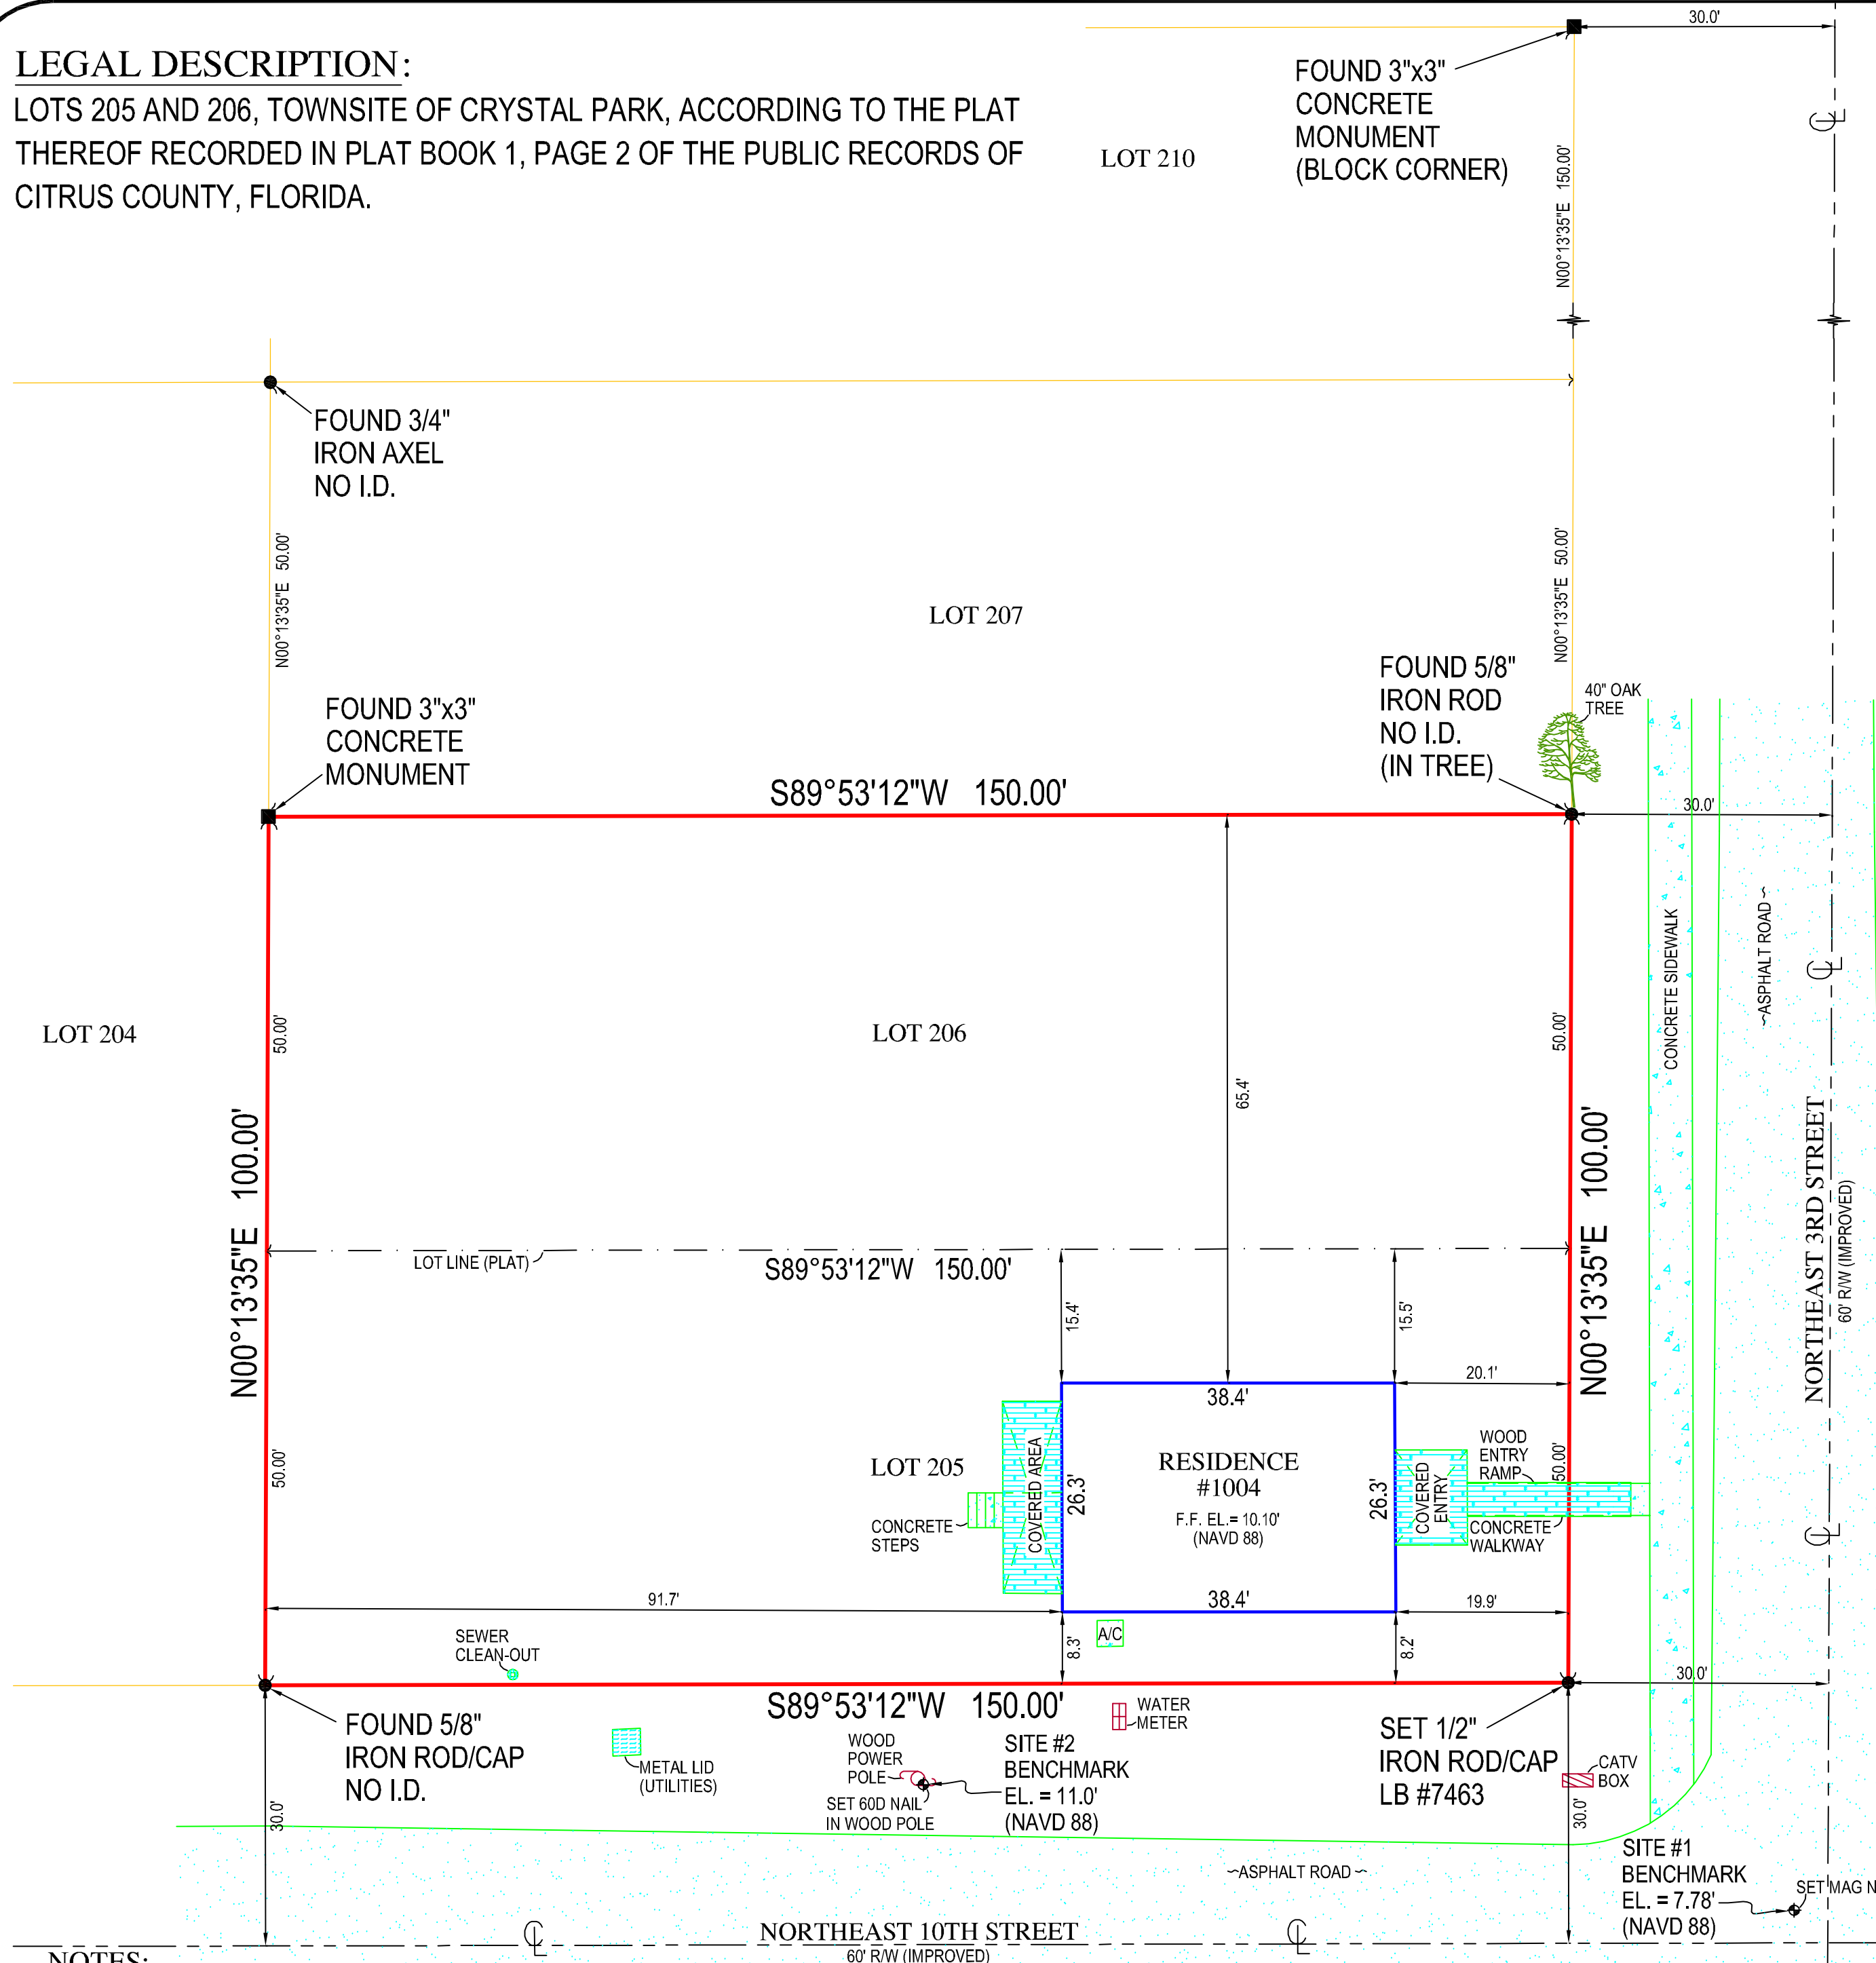 LEGAL DESCRIPTION:
LOTS 205 AND 206, TOWNSITE OF CRYSTAL PARK, ACCORDING TO THE PLAT
THEREOF RECORDED IN PLAT BOOK 1, PAGE 2 OF THE PUBLIC RECORDS OF
CITRUS COUNTY, FLORIDA.
30.0'
FOUND 3"x3"
CONCRETE
MONUMENT
(BLOCK CORNER)
LOT 210
N00°13'35"E 150.00'
FOUND 3/4"
IRON AXEL
NO I.D.
N00°13'35"E 50.00'
N00°13'35"E 50.00'
LOT 207
FOUND 3"x3"
CONCRETE
MONUMENT
FOUND 5/8"
IRON ROD
NO I.D.
(IN TREE)
40" OAK
TREE
S89°53'12"W 150.00'
30.0'
CONCRETE SIDEWALK
~ASPHALT ROAD~
LOT 204
50.00'
LOT 206
50.00'
65.4'
N00°13'35"E 100.00'
N00°13'35"E 100.00'
NORTHEAST 3RD STREET
60' R/W (IMPROVED)
LOT LINE (PLAT)
S89°53'12"W 150.00'
15.4'
15.5'
20.1'
38.4'
50.00'
LOT 205
COVERED AREA
26.3'
RESIDENCE
#1004
F.F. EL.= 10.10'
(NAVD 88)
26.3'
COVERED
ENTRY
WOOD
ENTRY
RAMP
50.00'
CONCRETE
STEPS
CONCRETE
WALKWAY
91.7'
38.4'
19.9'
SEWER
CLEAN-OUT
8.3'
A/C
8.2'
30.0'
S89°53'12"W 150.00'
FOUND 5/8"
IRON ROD/CAP
NO I.D.
30.0'
METAL LID
(UTILITIES)
WOOD
POWER
POLE
SET 60D NAIL
IN WOOD POLE
SITE #2
BENCHMARK
EL. = 11.0'
(NAVD 88)
WATER
METER
SET 1/2"
IRON ROD/CAP
LB #7463
CATV
BOX
30.0'
~ASPHALT ROAD~
SITE #1
BENCHMARK
EL. = 7.78'
(NAVD 88)
SET MAG N
NORTHEAST 10TH STREET
60' R/W (IMPROVED)
NOTES: